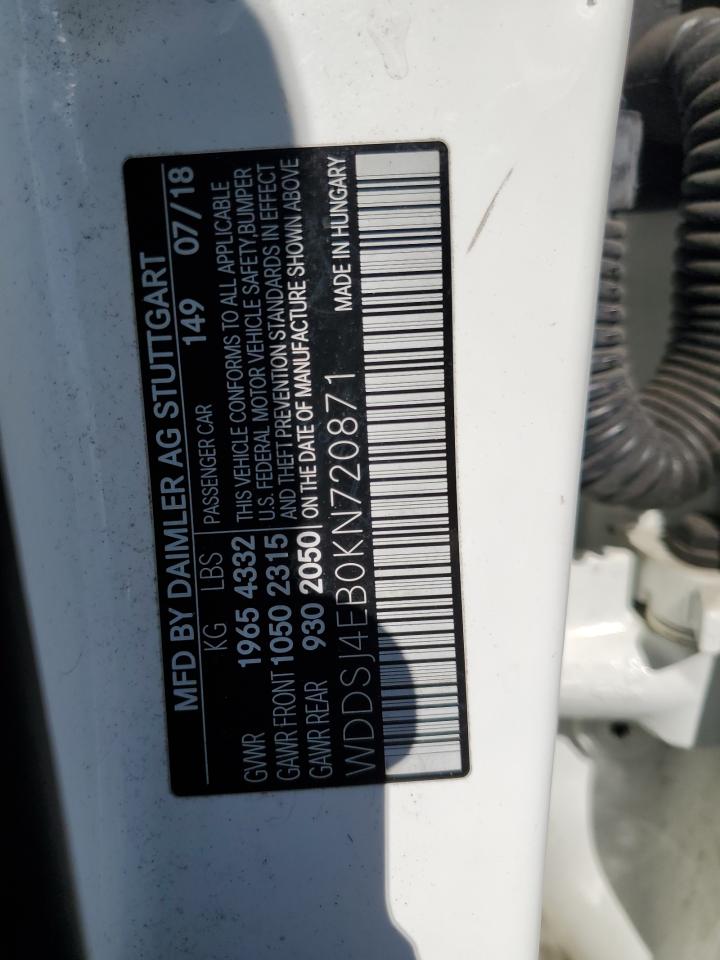 MFD BY DAIMLER AG STUTTGART 149 07/18
KG LBS PASSENGER CAR
GVWR 1965 4332 THIS VEHICLE CONFORMS TO ALL APPLICABLE
U.S. FEDERAL MOTOR VEHICLE SAFETY,BUMPER
GAWR FRONT 1050 2315 AND THEFT PREVENTION STANDARDS IN EFFECT
GAWR REAR 930 2050 ON THE DATE OF MANUFACTURE SHOWN ABOVE
WDDSJ4EB0KN720871 MADE IN HUNGARY